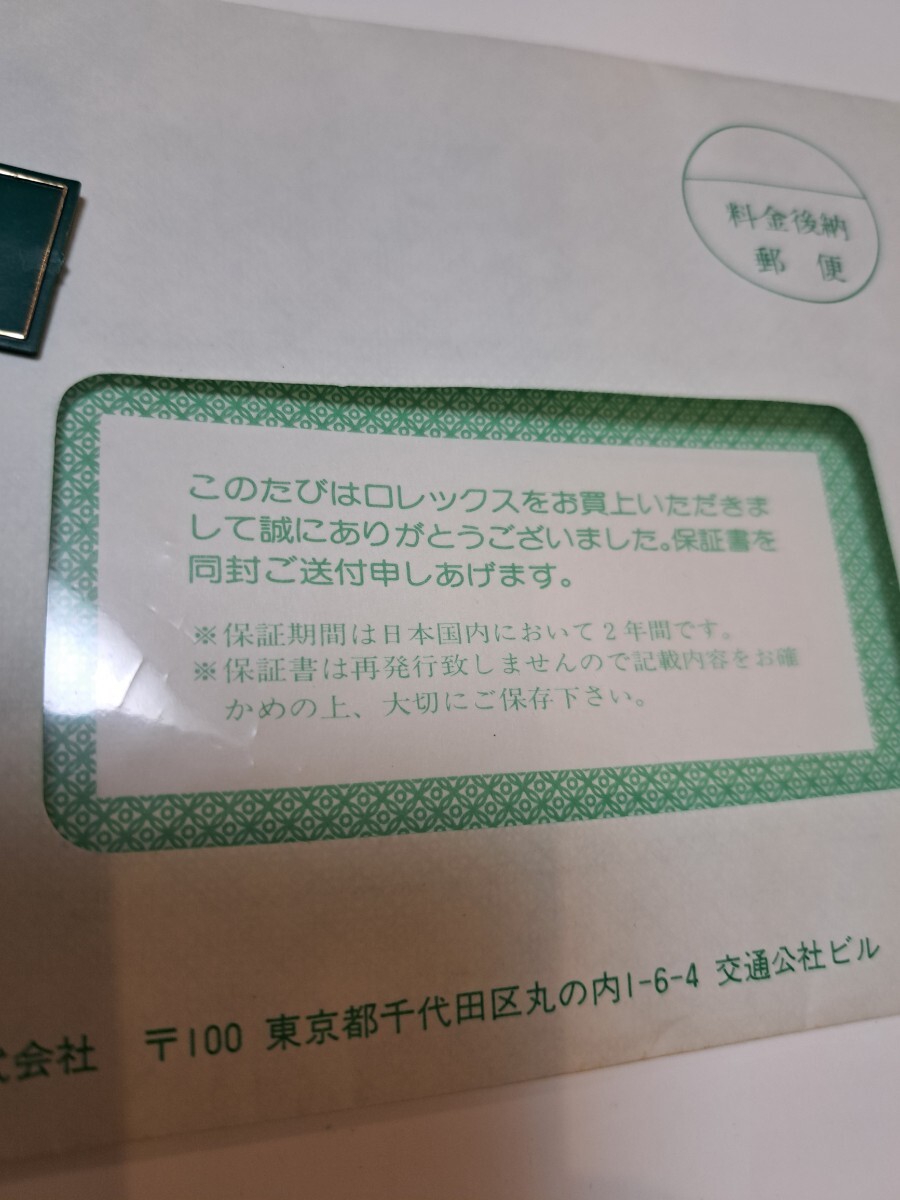 料金後納
郵便
このたびはロレックスをお買上いただきま
して誠にありがとうございました。保証書を
同封ご送付申しあげます。
※保証期間は日本国内において2年間です。
※保証書は再発行致しませんので記載内容をお確
かめの上、大切にご保存下さい。
式会社 〒100 東京都千代田区丸の内1-6-4 交通公社ビル